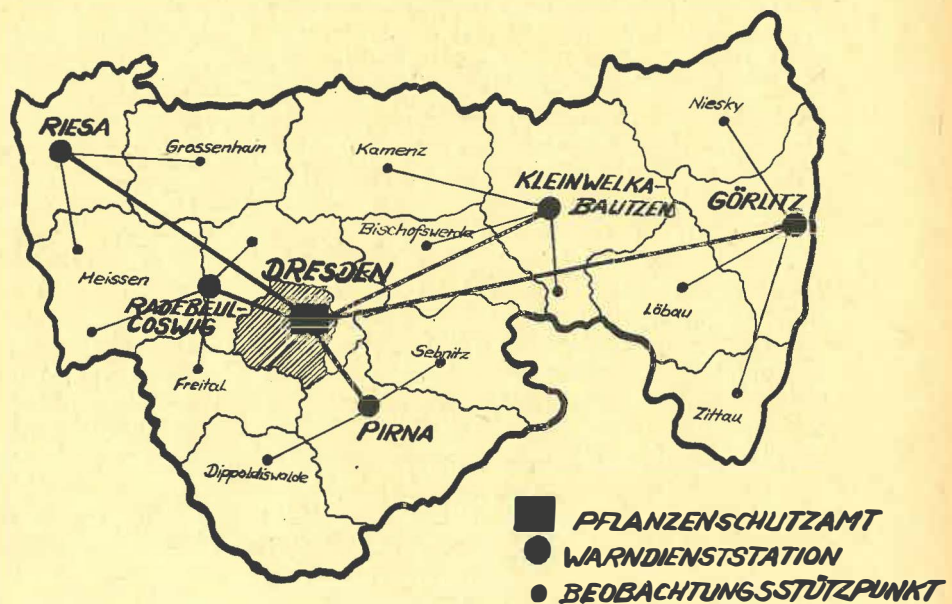 Niesky
RIESA
Grossenhain
Kamenz
KLEINWELKA-
BAUTZEN
GÖRLITZ
Bischofswerda
Meissen
DRESDEN
RADEBEUL-
COSWIG
Löbau
Sebnitz
Freital
Zittau
PIRNA
Dippoldiswalde
PFLANZENSCHUTZAMT
WARNDIENSTSTATION
BEOBACHTUNGSSTÜTZPUNKT